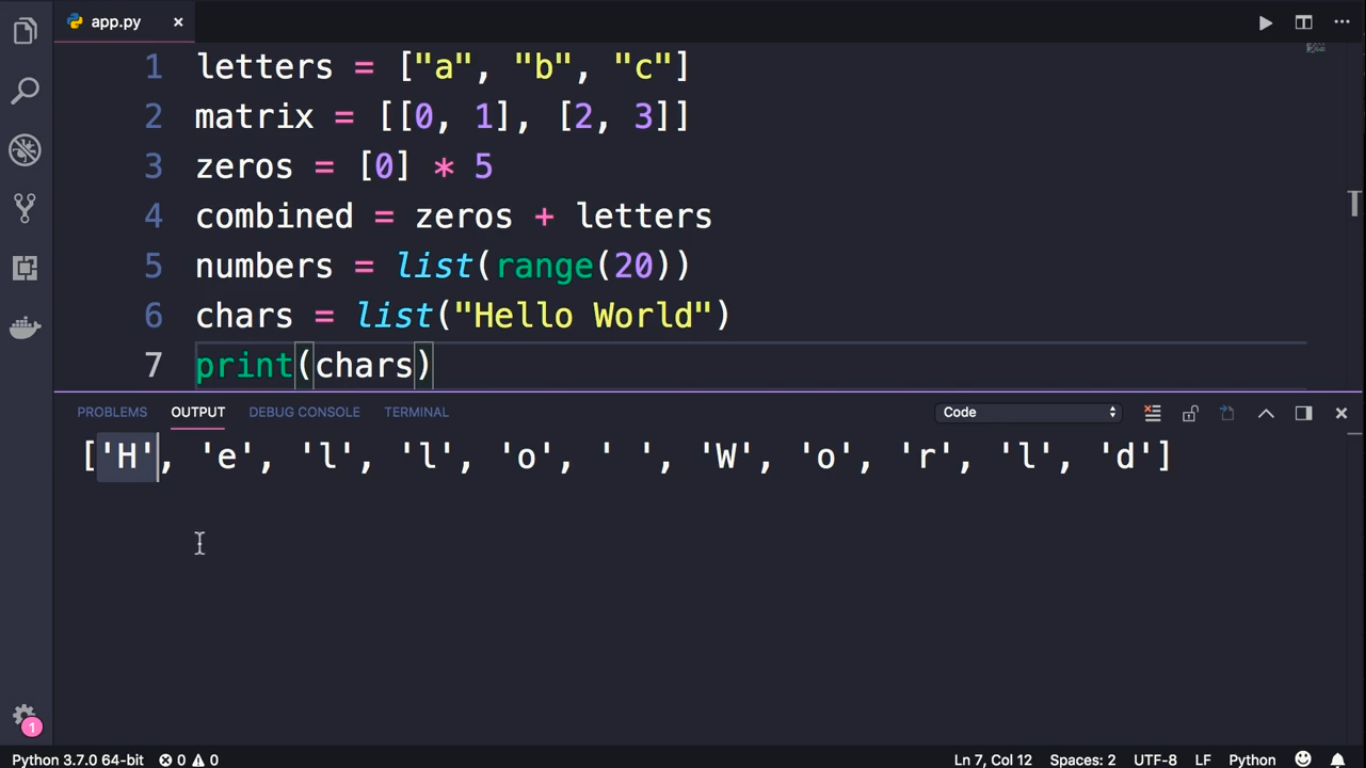 app.py
1 letters = ["a", "b", "c"]
2 matrix = [[0, 1], [2, 3]]
3 zeros = [0] * 5
4 combined = zeros + letters
5 numbers = list(range(20))
6 chars = list("Hello World")
7 print(chars)
PROBLEMS OUTPUT DEBUG CONSOLE TERMINAL Code
['H', 'e', 'l', 'l', 'o', ' ', 'W', 'o', 'r', 'l', 'd']
1
Python 3.7.0 64-bit 0 0 Ln 7, Col 12 Spaces: 2 UTF-8 LF Python